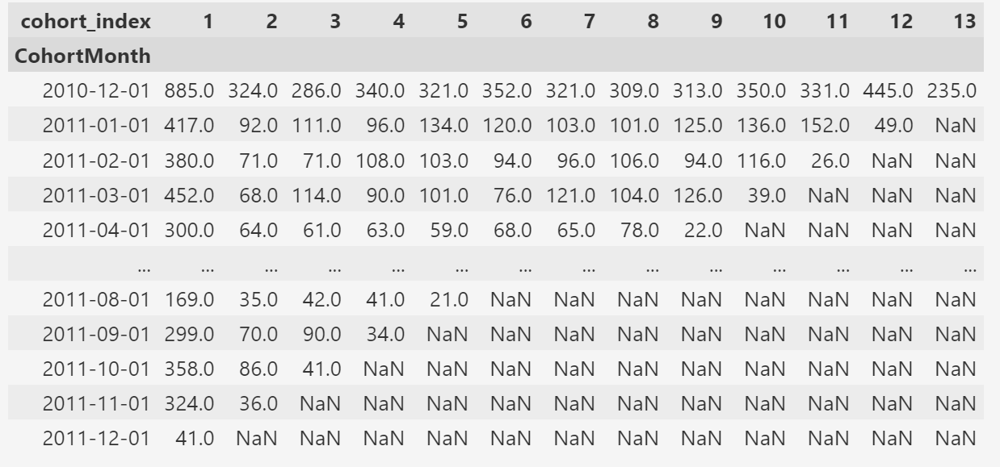 cohort_index 1 2 3 4 5 6 7 8 9 10 11 12 13
CohortMonth
2010-12-01 885.0 324.0 286.0 340.0 321.0 352.0 321.0 309.0 313.0 350.0 331.0 445.0 235.0
2011-01-01 417.0 92.0 111.0 96.0 134.0 120.0 103.0 101.0 125.0 136.0 152.0 49.0 NaN
2011-02-01 380.0 71.0 71.0 108.0 103.0 94.0 96.0 106.0 94.0 116.0 26.0 NaN NaN
2011-03-01 452.0 68.0 114.0 90.0 101.0 76.0 121.0 104.0 126.0 39.0 NaN NaN NaN
2011-04-01 300.0 64.0 61.0 63.0 59.0 68.0 65.0 78.0 22.0 NaN NaN NaN NaN
... ... ... ... ... ... ... ... ... ... ... ... ... ...
2011-08-01 169.0 35.0 42.0 41.0 21.0 NaN NaN NaN NaN NaN NaN NaN NaN
2011-09-01 299.0 70.0 90.0 34.0 NaN NaN NaN NaN NaN NaN NaN NaN NaN
2011-10-01 358.0 86.0 41.0 NaN NaN NaN NaN NaN NaN NaN NaN NaN NaN
2011-11-01 324.0 36.0 NaN NaN NaN NaN NaN NaN NaN NaN NaN NaN NaN
2011-12-01 41.0 NaN NaN NaN NaN NaN NaN NaN NaN NaN NaN NaN NaN